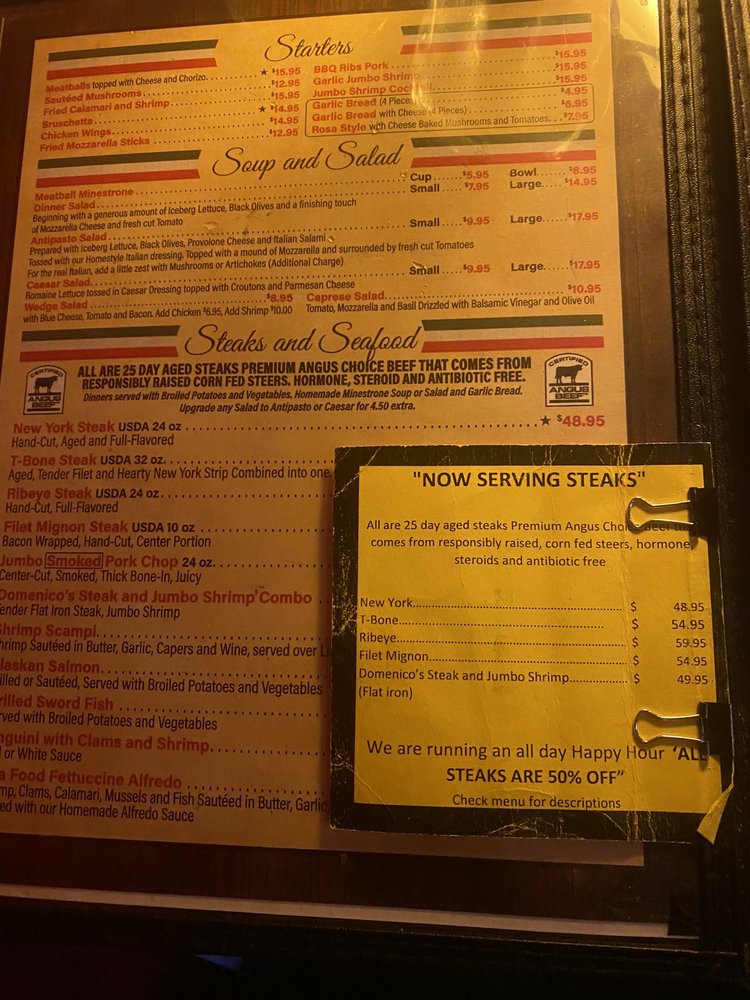 Starters
Meatballs topped with Cheese and Chorizo... ★ $15.95
Sautéed Mushrooms... $12.95
Fried Calamari and Shrimp... $15.95
Bruschetta... ★ $14.95
Chicken Wings... $14.95
Fried Mozzarella Sticks... $12.95
BBQ Ribs Pork... $15.95
Garlic Jumbo Shrimp... $15.95
Jumbo Shrimp Cocktail... $15.95
Garlic Bread (4 Pieces)... $4.95
Garlic Bread with Cheese (4 Pieces)... $6.95
Rosa Style with Cheese Baked Mushrooms and Tomatoes... $7.95
Soup and Salad
Meatball Minestrone... Cup... $5.95 Bowl... $8.95
Dinner Salad... Small... $7.95 Large... $14.95
Beginning with a generous amount of Iceberg Lettuce, Black Olives and a finishing touch
of Mozzarella Cheese and fresh cut Tomato
Antipasto Salad... Small... $9.95 Large... $17.95
Prepared with Iceberg Lettuce, Black Olives, Provolone Cheese and Italian Salami
Tossed with our Homestyle Italian dressing. Topped with a mound of Mozzarella and surrounded by fresh cut Tomatoes
For the real Italian, add a little zest with Mushrooms or Artichokes (Additional Charge)
Caesar Salad... Small... $9.95 Large... $17.95
Romaine Lettuce tossed in Caesar Dressing topped with Croutons and Parmesan Cheese
Wedge Salad... $8.95
with Blue Cheese, Tomato and Bacon. Add Chicken $6.95, Add Shrimp $10.00
Caprese Salad... $10.95
Tomato, Mozzarella and Basil Drizzled with Balsamic Vinegar and Olive Oil
Steaks and Seafood
CERTIFIED ANGUS BEEF
ALL ARE 25 DAY AGED STEAKS PREMIUM ANGUS CHOICE BEEF THAT COMES FROM
RESPONSIBLY RAISED CORN FED STEERS. HORMONE, STEROID AND ANTIBIOTIC FREE.
Dinners served with Broiled Potatoes and Vegetables. Homemade Minestrone Soup or Salad and Garlic Bread.
Upgrade any Salad to Antipasto or Caesar for 4.50 extra.
CERTIFIED ANGUS BEEF
New York Steak USDA 24 oz... ★ $48.95
Hand-Cut, Aged and Full-Flavored
T-Bone Steak USDA 32 oz...
Aged, Tender Filet and Hearty New York Strip Combined into one
Ribeye Steak USDA 24 oz...
Hand-Cut, Full-Flavored
Filet Mignon Steak USDA 10 oz...
Bacon Wrapped, Hand-Cut, Center Portion
Jumbo Smoked Pork Chop 24 oz...
Center-Cut, Smoked, Thick Bone-In, Juicy
Domenico's Steak and Jumbo Shrimp Combo...
ender Flat Iron Steak, Jumbo Shrimp
Shrimp Scampi...
hrimp Sautéed in Butter, Garlic, Capers and Wine, served over Li
laskan Salmon...
illed or Sautéed, Served with Broiled Potatoes and Vegetables
rilled Sword Fish...
rved with Broiled Potatoes and Vegetables
nguini with Clams and Shrimp...
l or White Sauce
a Food Fettuccine Alfredo...
mp, Clams, Calamari, Mussels and Fish Sautéed in Butter, Garlic
ed with our Homemade Alfredo Sauce
"NOW SERVING STEAKS"
All are 25 day aged steaks Premium Angus Choice Beef th
comes from responsibly raised, corn fed steers, hormone,
steroids and antibiotic free
New York... $ 48.95
T-Bone... $ 54.95
Ribeye... $ 59.95
Filet Mignon... $ 54.95
Domenico's Steak and Jumbo Shrimp... $ 49.95
(Flat iron)
We are running an all day Happy Hour 'ALL
STEAKS ARE 50% OFF"
Check menu for descriptions